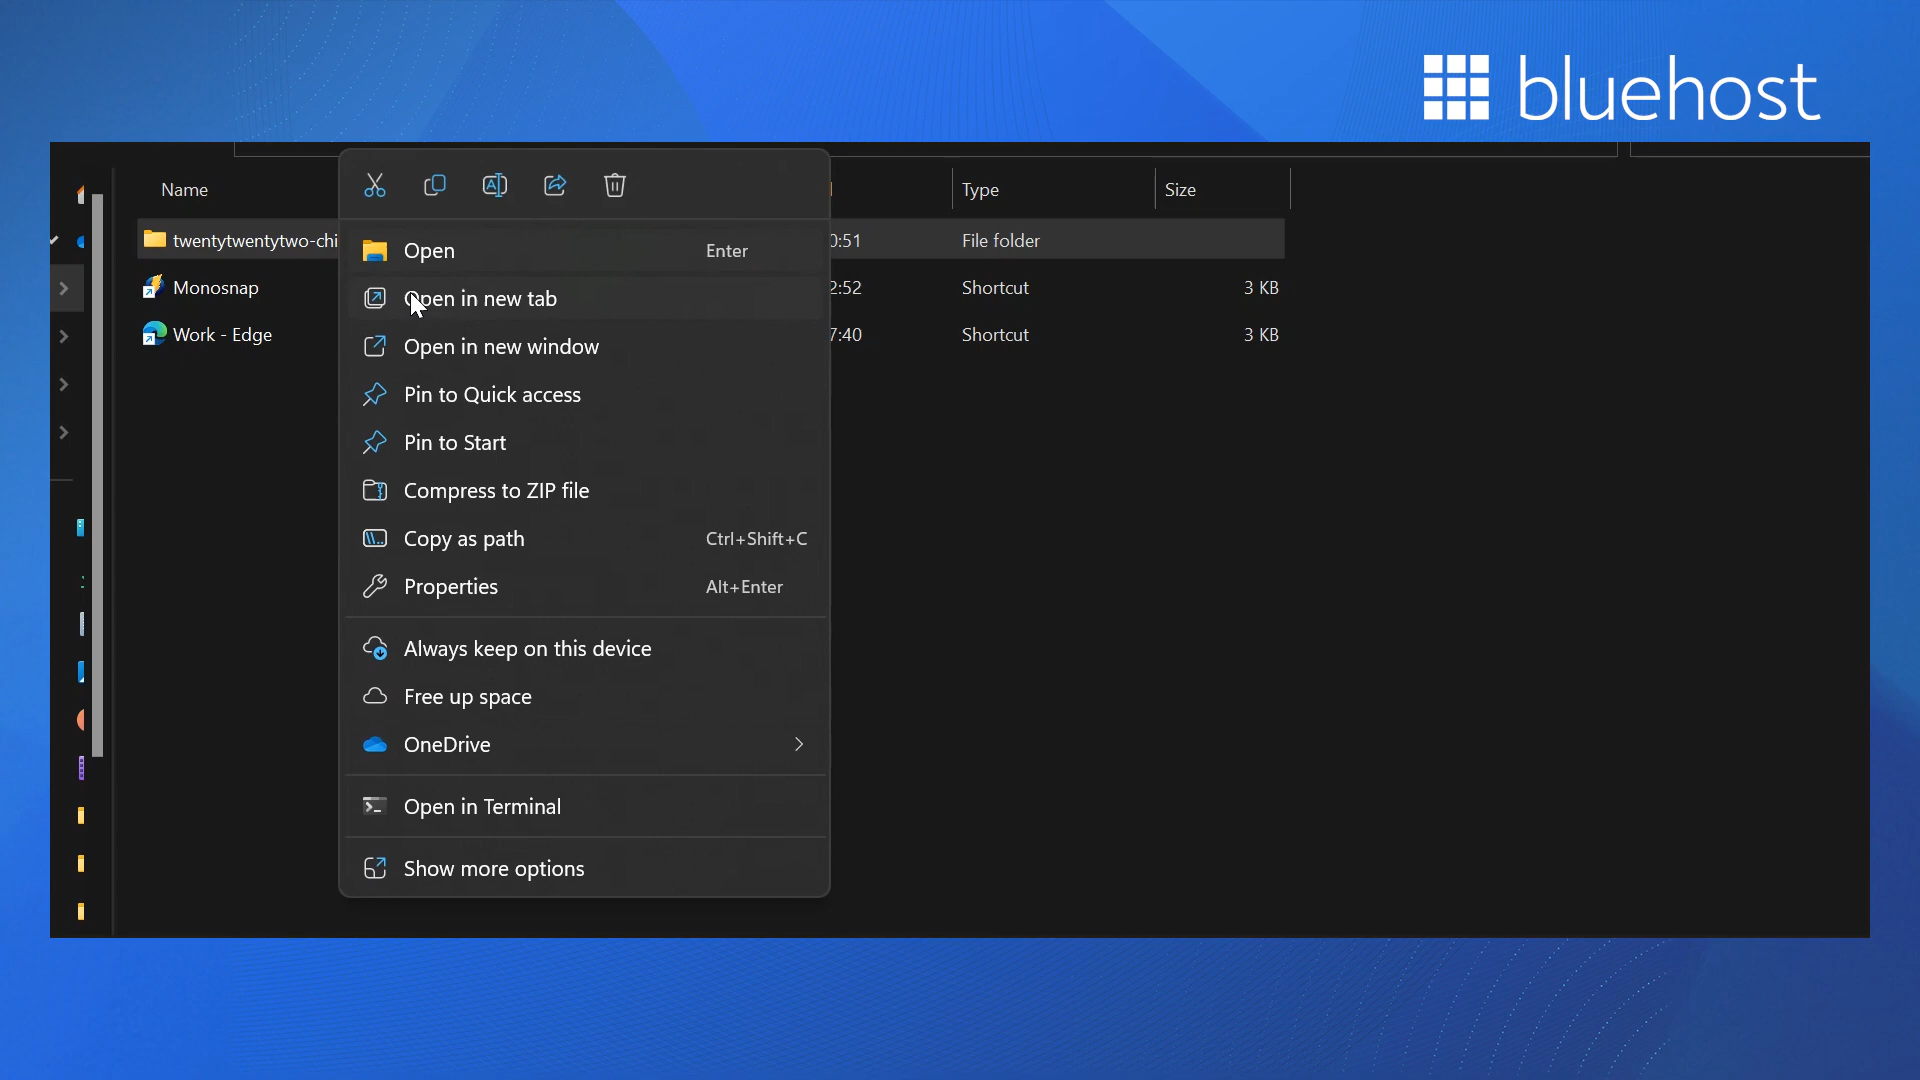 bluehost
Name Type Size
twentytwentytwo-chi 0:51 File folder
Monosnap 2:52 Shortcut 3 KB
Work - Edge 7:40 Shortcut 3 KB
Open Enter
Open in new tab
Open in new window
Pin to Quick access
Pin to Start
Compress to ZIP file
Copy as path Ctrl+Shift+C
Properties Alt+Enter
Always keep on this device
Free up space
OneDrive
Open in Terminal
Show more options